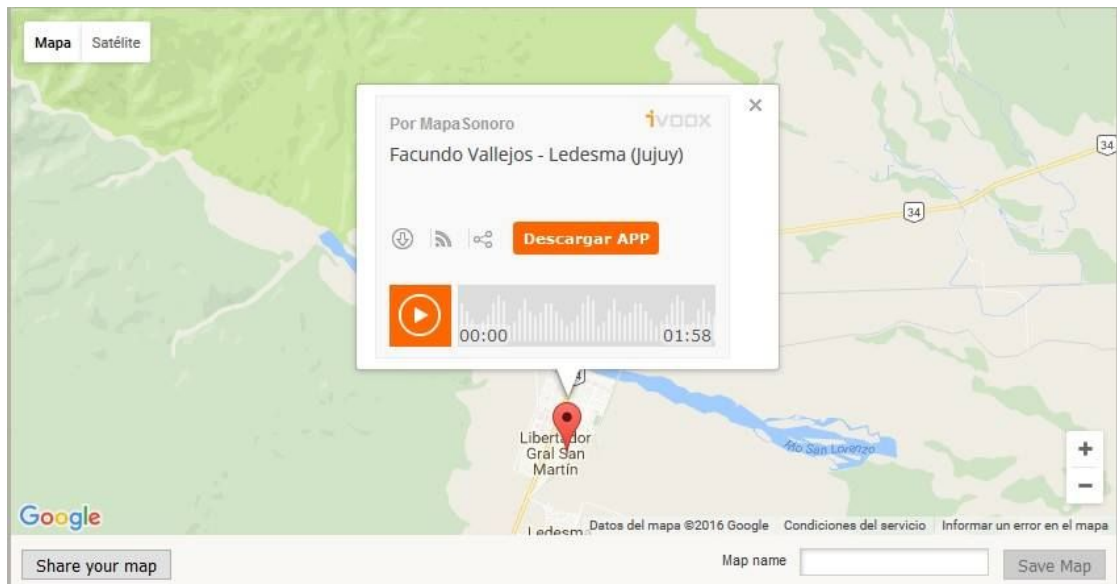 Mapa Satélite
Por MapaSonoro
ivoox
Facundo Vallejos - Ledesma (Jujuy)
34
34
Descargar APP
00:00 01:58
4
Libertador
Gral San
Martín
San Lorenzo
+
−
Google
Ledesm
Datos del mapa ©2016 Google Condiciones del servicio Informar un error en el mapa
Share your map
Map name
Save Map